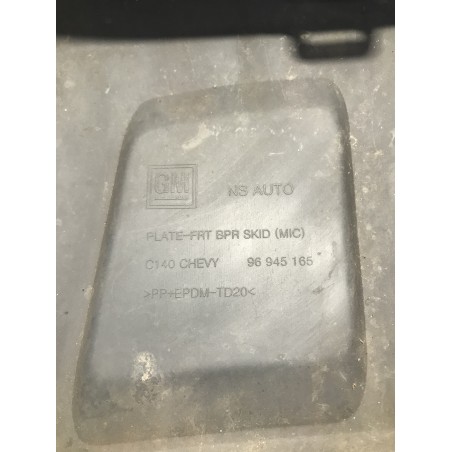 GM NS AUTO
PLATE-FRT BPR SKID (MIC)
C140 CHEVY 96 945 165
>PP+EPDM-TD20<